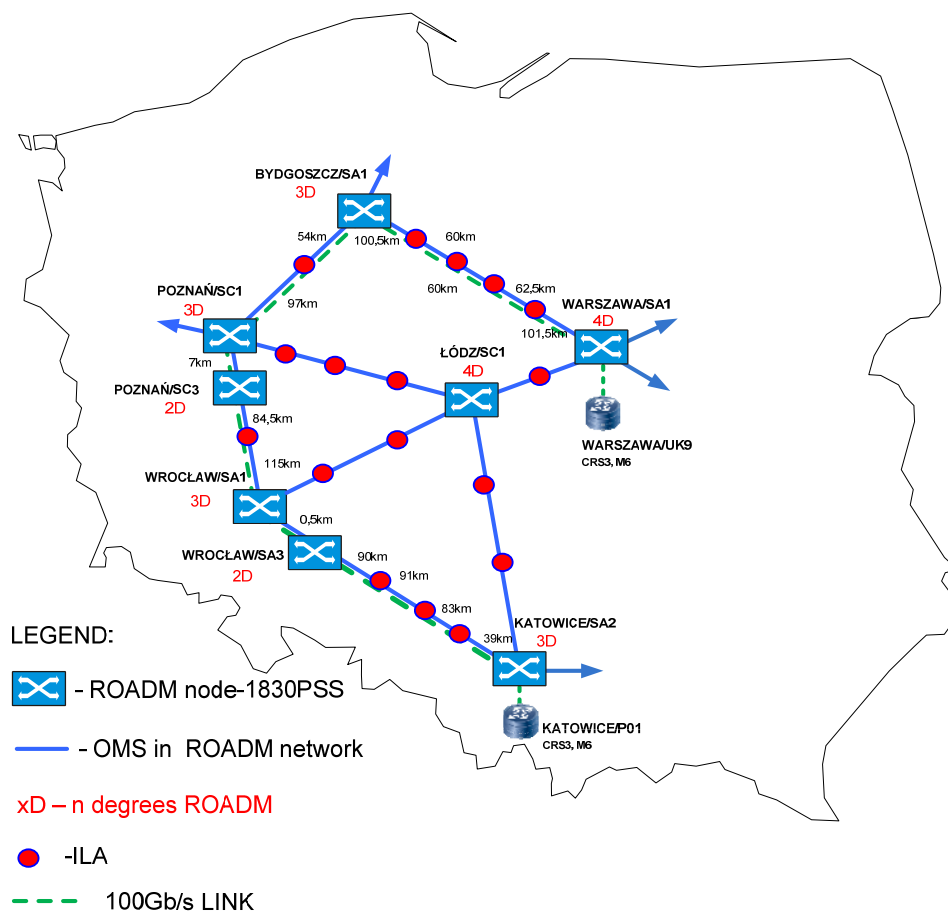 BYDGOSZCZ/SA1
3D
54km
100,5km
60km
60km
62,5km
97km
101,5km
WARSZAWA/SA1
4D
POZNAŃ/SC1
3D
7km
ŁÓDZ/SC1
4D
POZNAŃ/SC3
2D
84,5km
WARSZAWA/UK9
CRS3, M6
115km
WROCŁAW/SA1
3D
0,5km
WROCŁAW/SA3
2D
90km
91km
83km
39km
KATOWICE/SA2
3D
KATOWICE/P01
CRS3, M6
LEGEND:
- ROADM node-1830PSS
- OMS in ROADM network
xD – n degrees ROADM
-ILA
100Gb/s LINK